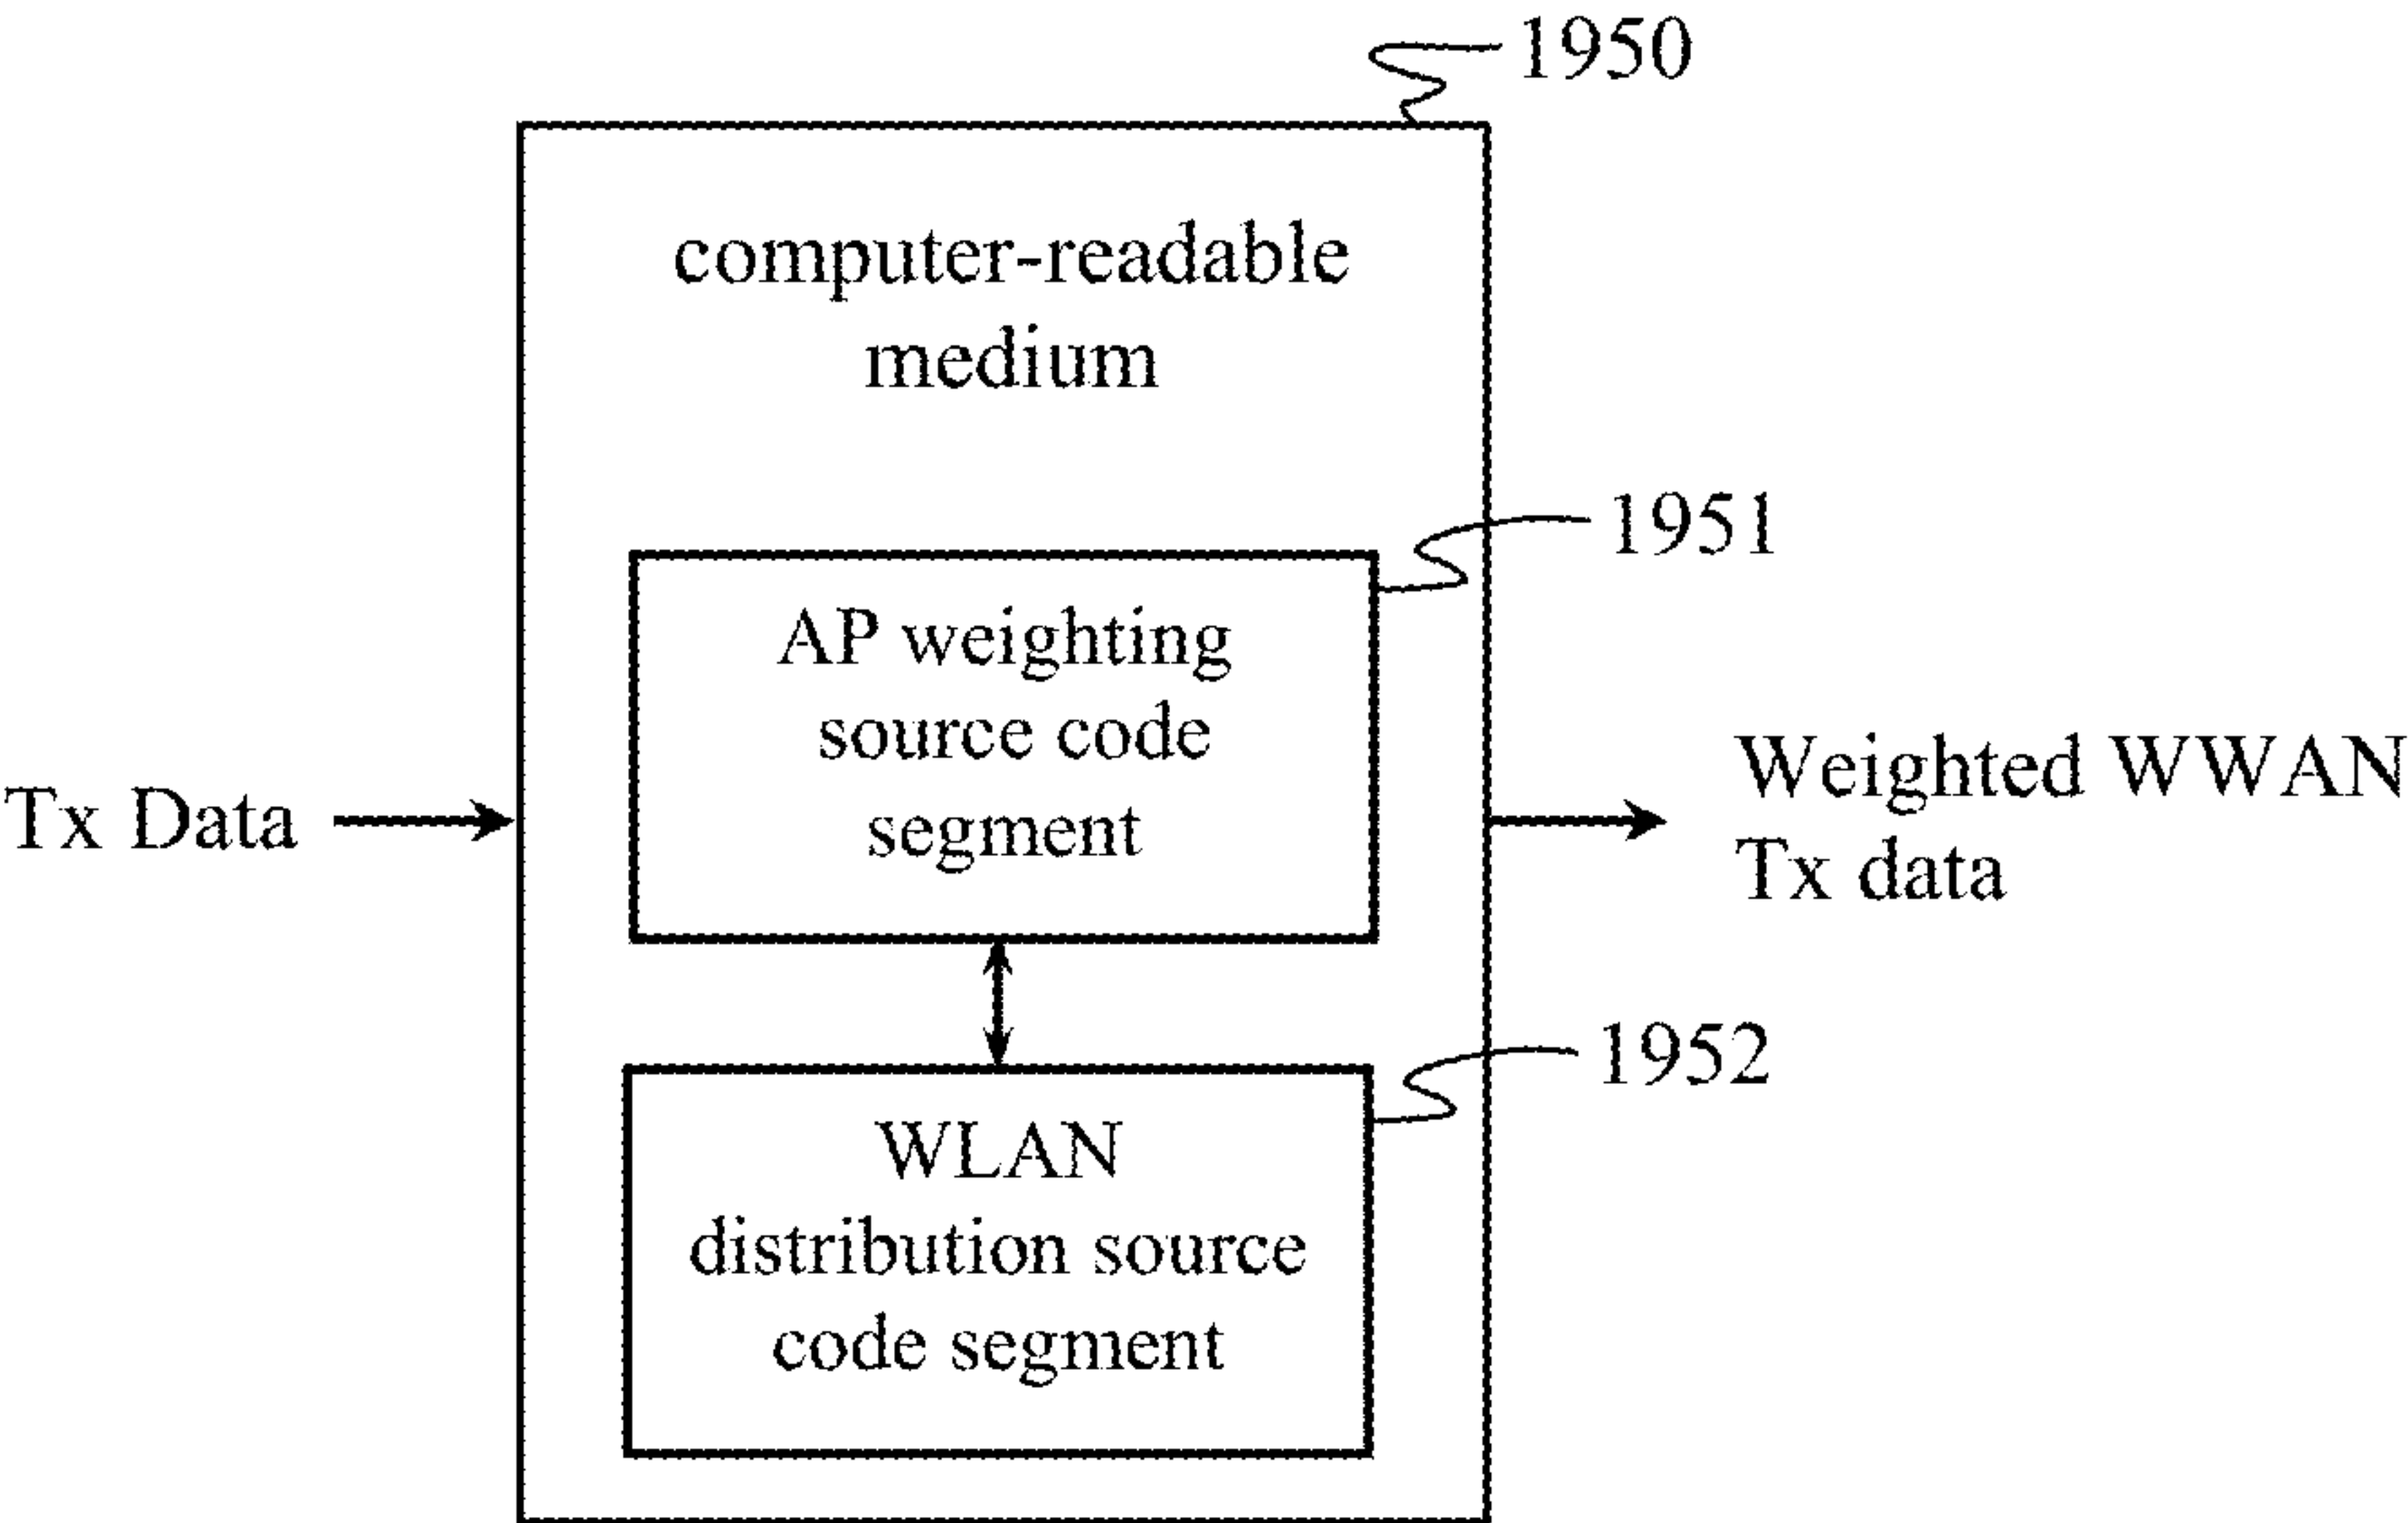 1950
computer-readable
medium
1951
AP weighting
source code
segment
Tx Data
Weighted WWAN
Tx data
1952
WLAN
distribution source
code segment